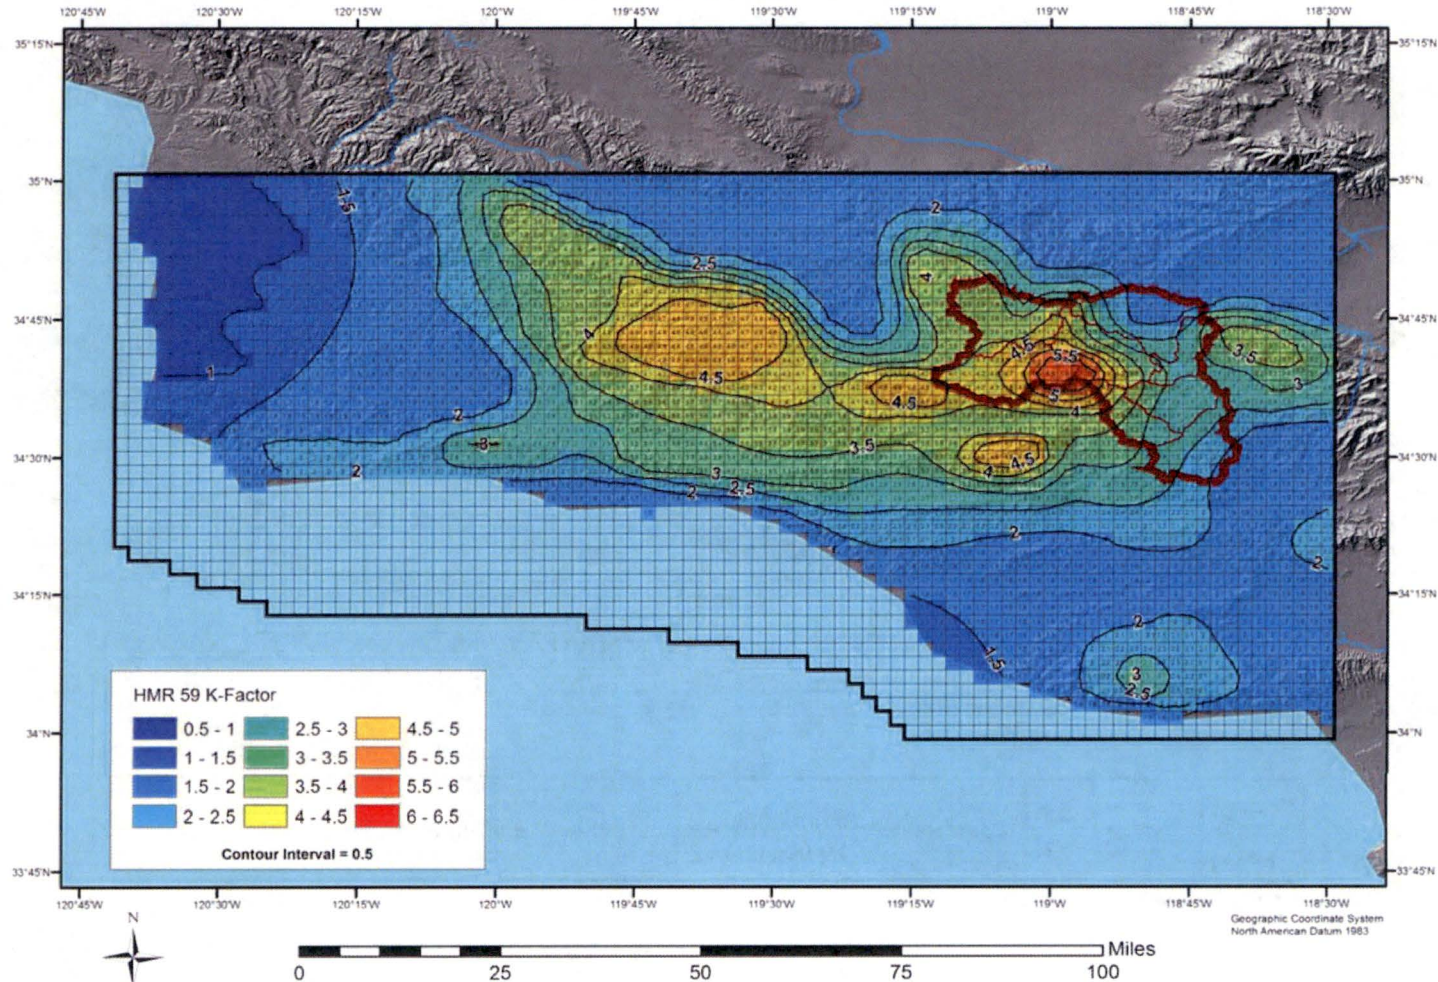 120°45'W 120°30'W 120°15'W 120°W 119°45'W 119°30'W 119°15'W 119°W 118°45'W 118°30'W
35°15'N 35°15'N
35°N 35°N
1.5
2
2.5
4
34°45'N 34°45'N
4 4.5 5.5 3.5
1 4.5 4.5 5 3
2 4
3 3.5
34°30'N 34°30'N
2 3 4 4.5
2 2.5
2
2
34°15'N 34°15'N
2
1.5
3
2.5
HMR 59 K-Factor
0.5 - 1 2.5 - 3 4.5 - 5
1 - 1.5 3 - 3.5 5 - 5.5
1.5 - 2 3.5 - 4 5.5 - 6
2 - 2.5 4 - 4.5 6 - 6.5
Contour Interval = 0.5
34°N 34°N
33°45'N 33°45'N
120°45'W 120°30'W 120°15'W 120°W 119°45'W 119°30'W 119°15'W 119°W 118°45'W 118°30'W
Geographic Coordinate System
North American Datum 1983
N
Miles
0 25 50 75 100